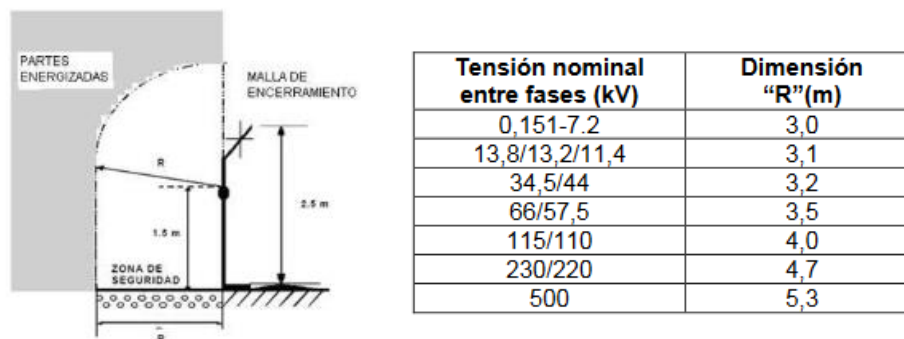 PARTES
ENERGIZADAS
MALLA DE
ENCERRAMIENTO
R
2.5 m
1.5 m
ZONA DE
SEGURIDAD
R
Tensión nominal
entre fases (kV)
Dimensión
“R”(m)
0,151-7.2 3,0
13,8/13,2/11,4 3,1
34,5/44 3,2
66/57,5 3,5
115/110 4,0
230/220 4,7
500 5,3